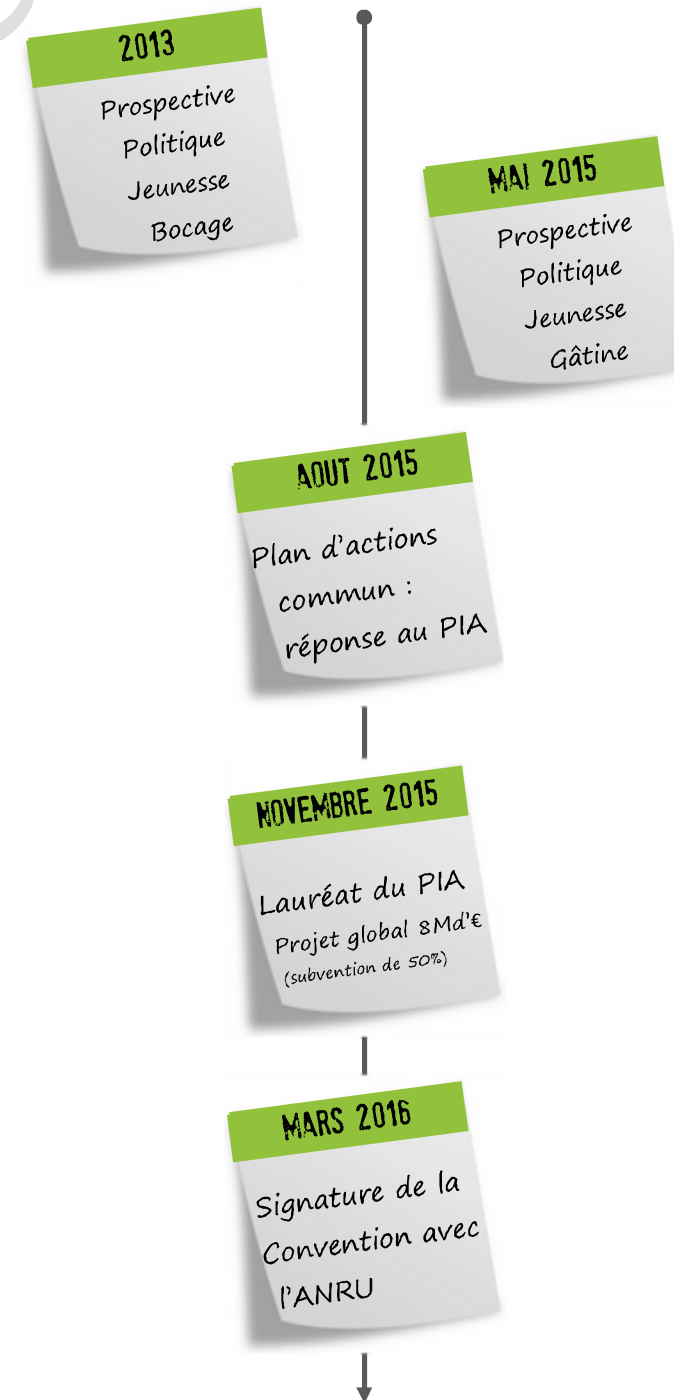 2013
Prospective
Politique
Jeunesse
Bocage
MAI 2015
Prospective
Politique
Jeunesse
Gâtine
AOUT 2015
Plan d'actions
commun :
réponse au PIA
NOVEMBRE 2015
Lauréat du PIA
Projet global 8Md'€
(subvention de 50%)
MARS 2016
Signature de la
Convention avec
l'ANRU